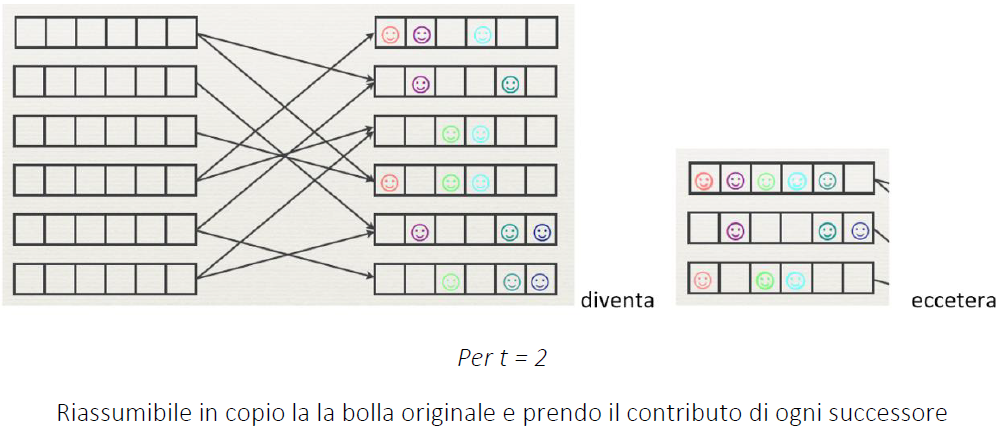 diventa
eccetera
Per t = 2
Riassumibile in copio la la bolla originale e prendo il contributo di ogni successore